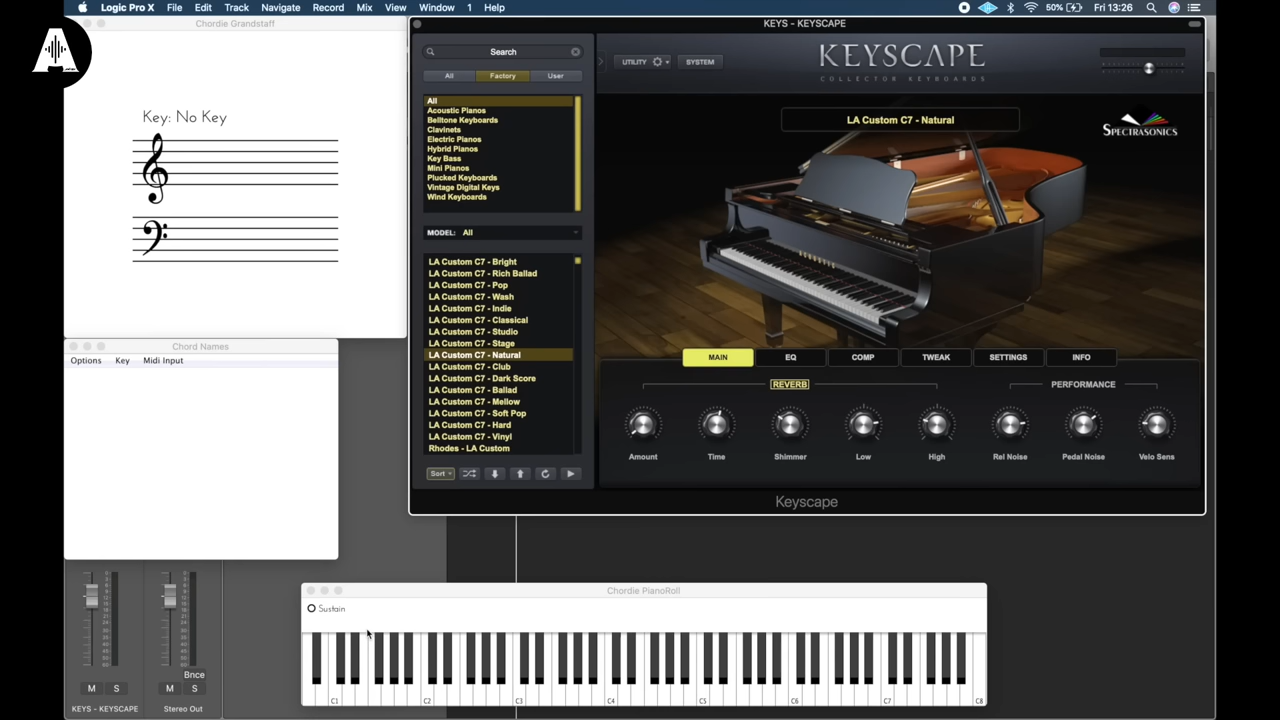 Logic Pro X File Edit Track Navigate Record Mix View Window 1 Help 50% Fri 13:26
Chordie Grandstaff
Key: No Key
Chord Names
Options Key Midi Input
KEYS - KEYSCAPE
Search
All Factory User
All
Acoustic Pianos
Belltone Keyboards
Clavinets
Electric Pianos
Hybrid Pianos
Key Bass
Mini Pianos
Plucked Keyboards
Vintage Digital Keys
Wind Keyboards
MODEL: All
LA Custom C7 - Bright
LA Custom C7 - Rich Ballad
LA Custom C7 - Pop
LA Custom C7 - Wash
LA Custom C7 - Indie
LA Custom C7 - Classical
LA Custom C7 - Studio
LA Custom C7 - Stage
LA Custom C7 - Natural
LA Custom C7 - Club
LA Custom C7 - Dark Score
LA Custom C7 - Ballad
LA Custom C7 - Mellow
LA Custom C7 - Soft Pop
LA Custom C7 - Hard
LA Custom C7 - Vinyl
Rhodes - LA Custom
Sort
UTILITY SYSTEM
KEYSCAPE
COLLECTOR KEYBOARDS
LA Custom C7 - Natural
SPECTRASONICS
MAIN EQ COMP TWEAK SETTINGS INFO
REVERB PERFORMANCE
Amount Time Shimmer Low High Rel Noise Pedal Noise Velo Sens
Keyscape
Bnce
M S M S
KEYS - KEYSCAPE Stereo Out
Chordie PianoRoll
Sustain
C1 C2 C3 C4 C5 C6 C7 C8